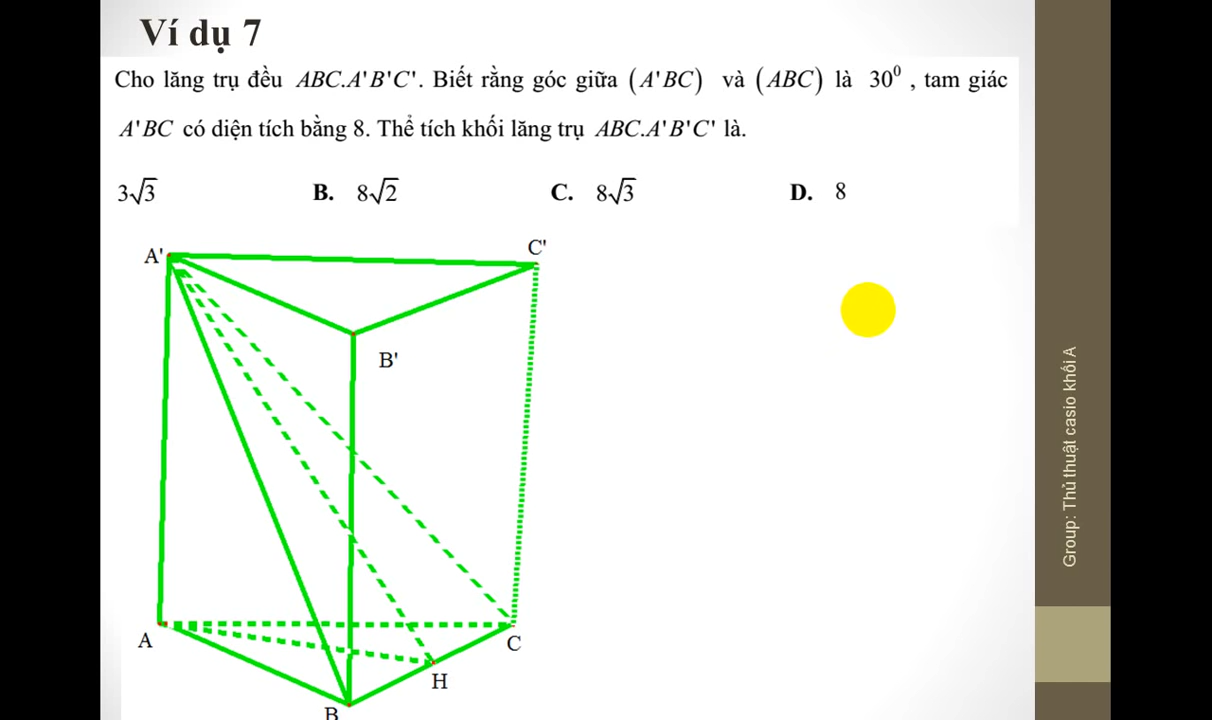 Ví dụ 7
Cho lăng trụ đều ABC.A'B'C'. Biết rằng góc giữa (A'BC) và (ABC) là 30⁰ , tam giác
A'BC có diện tích bằng 8. Thể tích khối lăng trụ ABC.A'B'C' là.
3√3 B. 8√2 C. 8√3 D. 8
A'
C'
B'
A
C
H
B
Group: Thủ thuật casio khối A